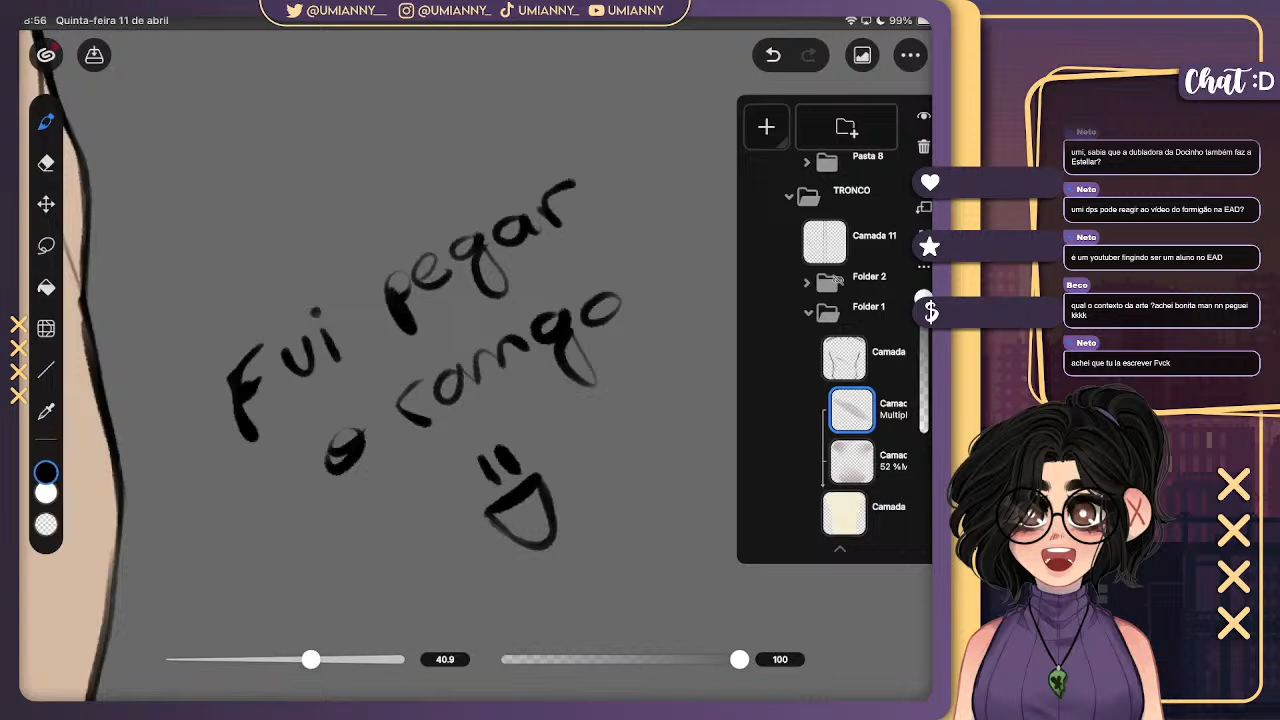 @UMIANNY__ @UMIANNY_ UMIANNY_ UMIANNY
8:56 Quinta-feira 11 de abril
99%
Fui pegar
o rango
=D
Pasta 8
TRONCO
Camada 11
Folder 2
Folder 1
Camada
Camad
Multipl
Camad
52 %M
Camada
40.9
100
Chat :D
Neto
umi, sabia que a dubladora da Docinho também faz a
Estellar?
Neto
umi dps pode reagir ao vídeo do formigão na EAD?
Neto
é um youtuber fingindo ser um aluno no EAD
Beco
qual o contexto da arte ?achei bonita man nn peguei
kkkk
Neto
achei que tu ia escrever Fvck